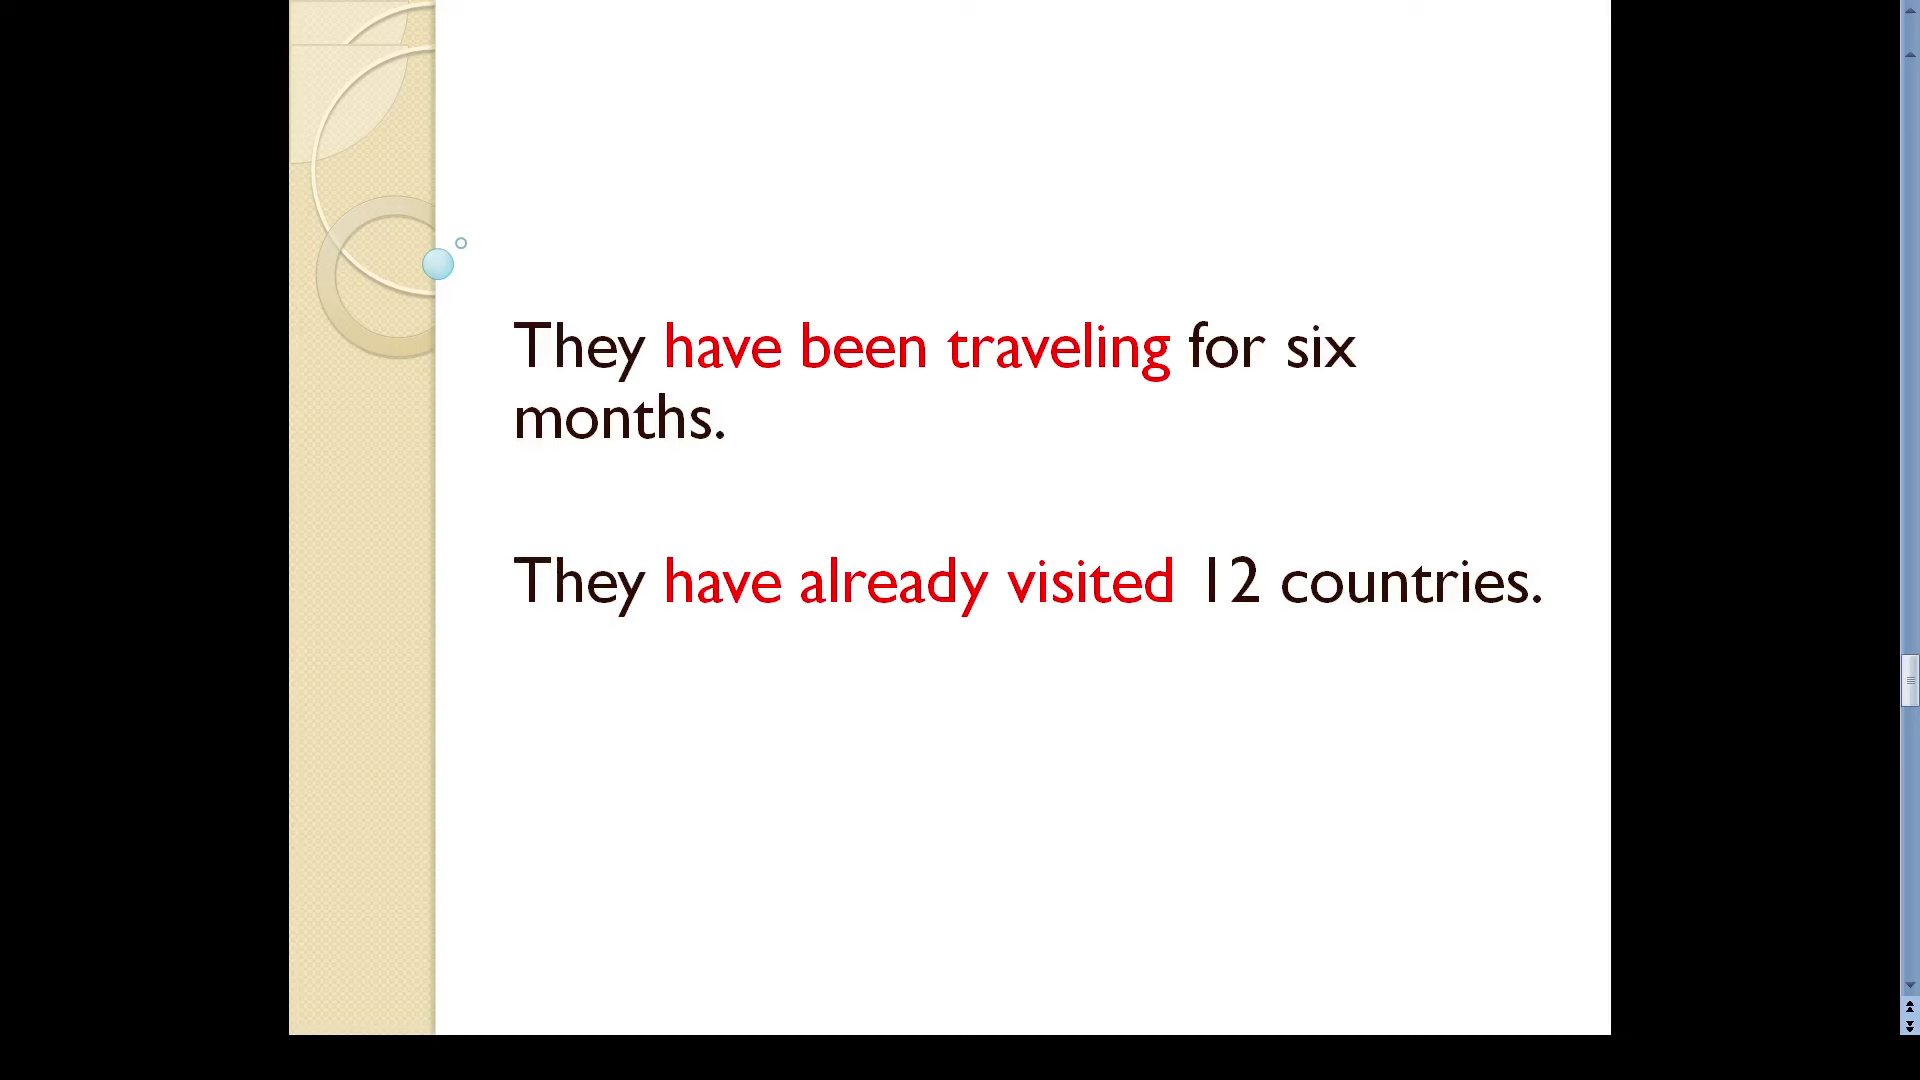 They have been traveling for six
months.
They have already visited 12 countries.